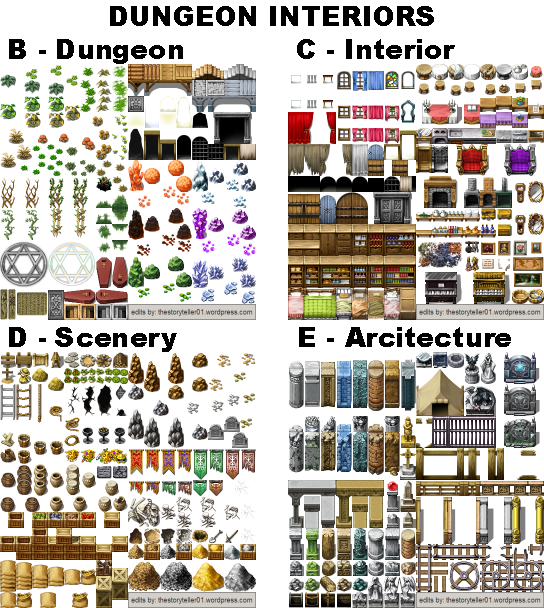 DUNGEON INTERIORS
B - Dungeon
C - Interior
edits by: thestoryteller01.wordpress.com
edits by: thestoryteller01.wordpress.com
D - Scenery
E - Arcitecture
edits by: thestoryteller01.wordpress.com
edits by: thestoryteller01.wordpress.com